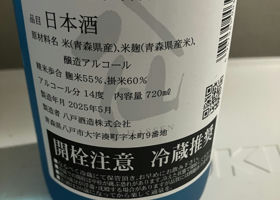 品目 日本酒
原材料名 米(青森県産)、米麹(青森県産米)、
醸造アルコール
精米歩合 麹米55%、掛米60%
アルコール分 14度 内容量 720ml
製造年月 2025年5月
製造者 八戸酒造株式会社
青森県八戸市大字湊町字本町9番地
開栓注意 冷蔵推奨